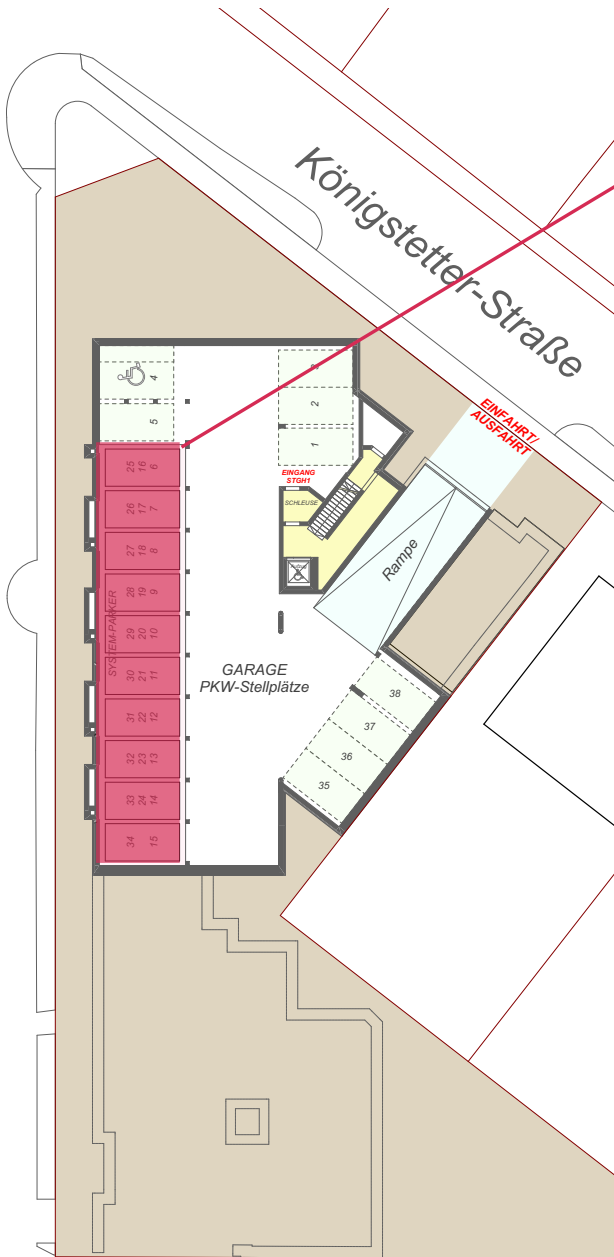 Königstetter-Straße
EINFAHRT/
AUSFAHRT
3
2
1
4
5
EINGANG
STGH1
SCHLEUSE
Rampe
SYSTEM-PARKER
25 16 6
26 17 7
27 18 8
28 19 9
29 20 10
30 21 11
31 22 12
32 23 13
33 24 14
34 15
GARAGE
PKW-Stellplätze
38
37
36
35